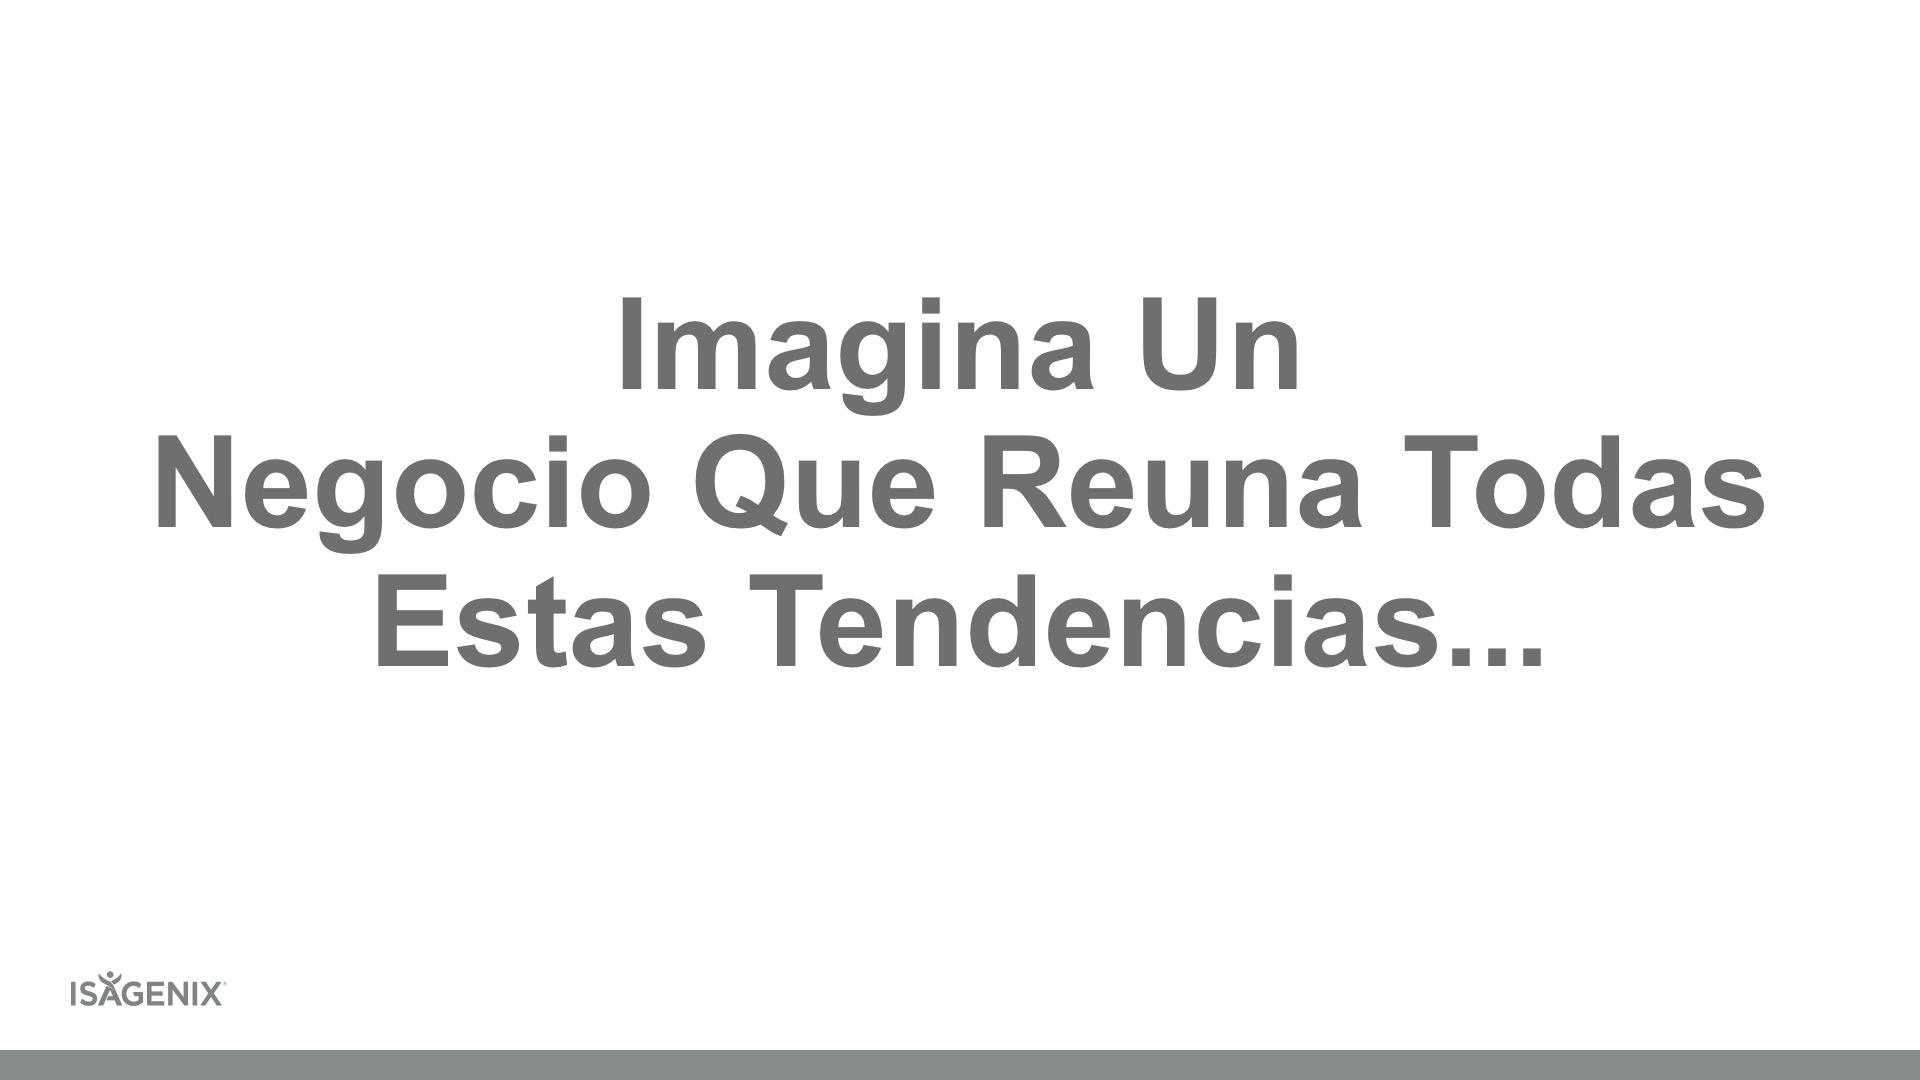 Imagina Un
Negocio Que Reuna Todas
Estas Tendencias...
ISAGENIX®